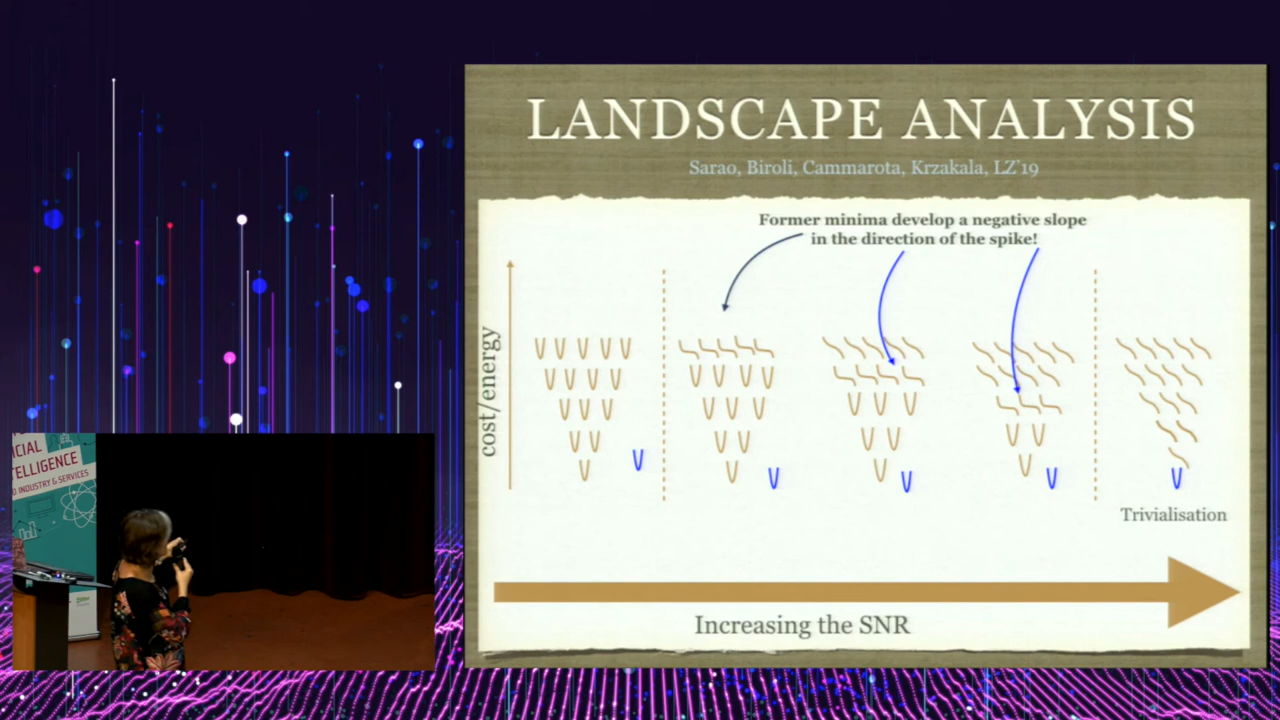 LANDSCAPE ANALYSIS
Sarao, Biroli, Cammarota, Krzakala, LZ'19
Former minima develop a negative slope
in the direction of the spike!
cost/energy
Trivialisation
Increasing the SNR
ICIAL
TELLIGENCE
INDUSTRY & SERVICES